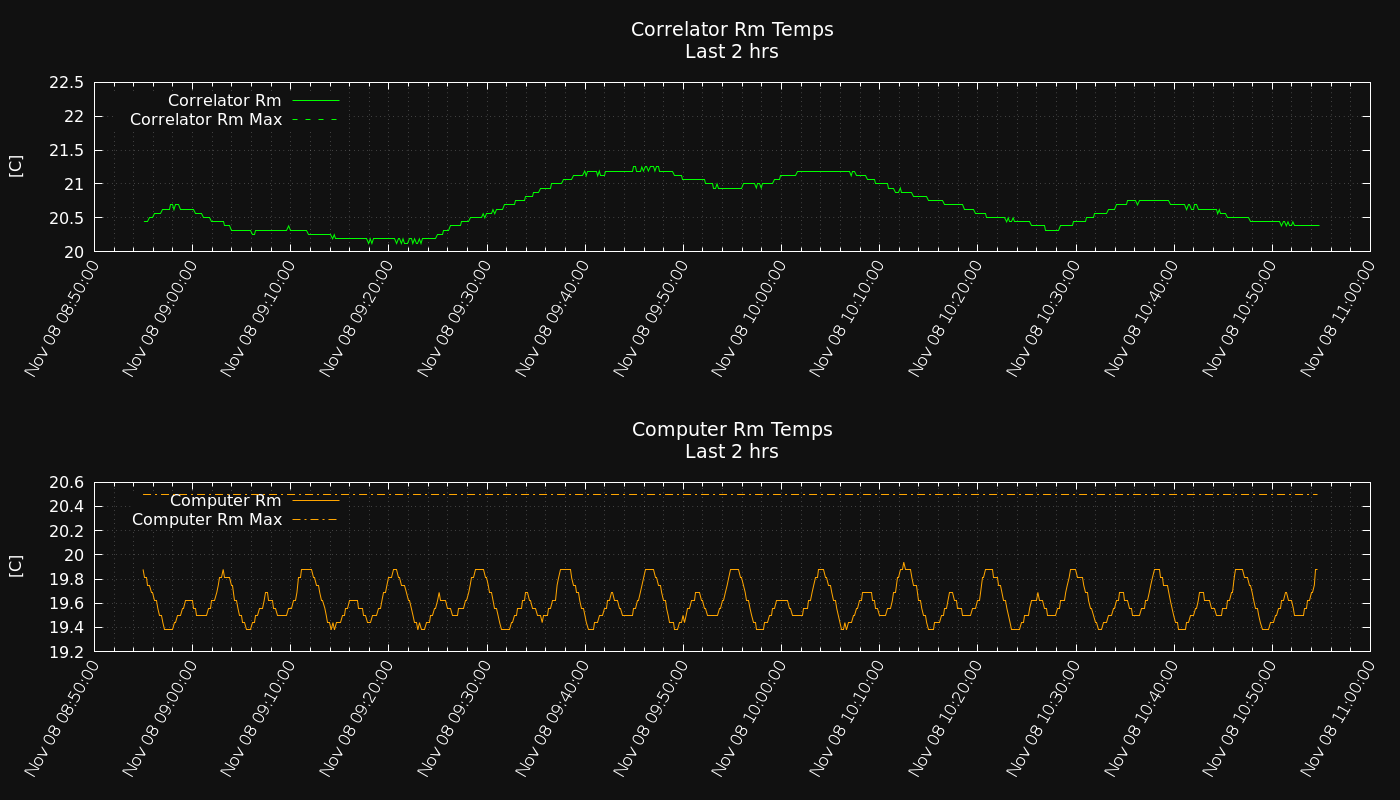 Correlator Rm Temps
Last 2 hrs
22.5
22
21.5
21
20.5
20
[C]
Correlator Rm
Correlator Rm Max
Nov 08 08:50:00
Nov 08 09:00:00
Nov 08 09:10:00
Nov 08 09:20:00
Nov 08 09:30:00
Nov 08 09:40:00
Nov 08 09:50:00
Nov 08 10:00:00
Nov 08 10:10:00
Nov 08 10:20:00
Nov 08 10:30:00
Nov 08 10:40:00
Nov 08 10:50:00
Nov 08 11:00:00
Computer Rm Temps
Last 2 hrs
20.6
20.4
20.2
20
19.8
19.6
19.4
19.2
[C]
Computer Rm
Computer Rm Max
Nov 08 08:50:00
Nov 08 09:00:00
Nov 08 09:10:00
Nov 08 09:20:00
Nov 08 09:30:00
Nov 08 09:40:00
Nov 08 09:50:00
Nov 08 10:00:00
Nov 08 10:10:00
Nov 08 10:20:00
Nov 08 10:30:00
Nov 08 10:40:00
Nov 08 10:50:00
Nov 08 11:00:00